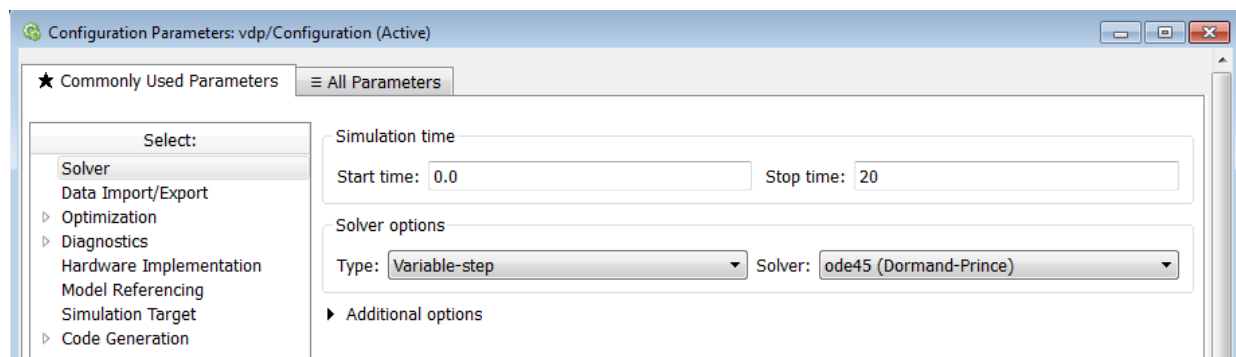 Configuration Parameters: vdp/Configuration (Active)
★ Commonly Used Parameters
≡ All Parameters
Select:
Solver
Data Import/Export
Optimization
Diagnostics
Hardware Implementation
Model Referencing
Simulation Target
Code Generation
Simulation time
Start time: 0.0 Stop time: 20
Solver options
Type: Variable-step Solver: ode45 (Dormand-Prince)
Additional options